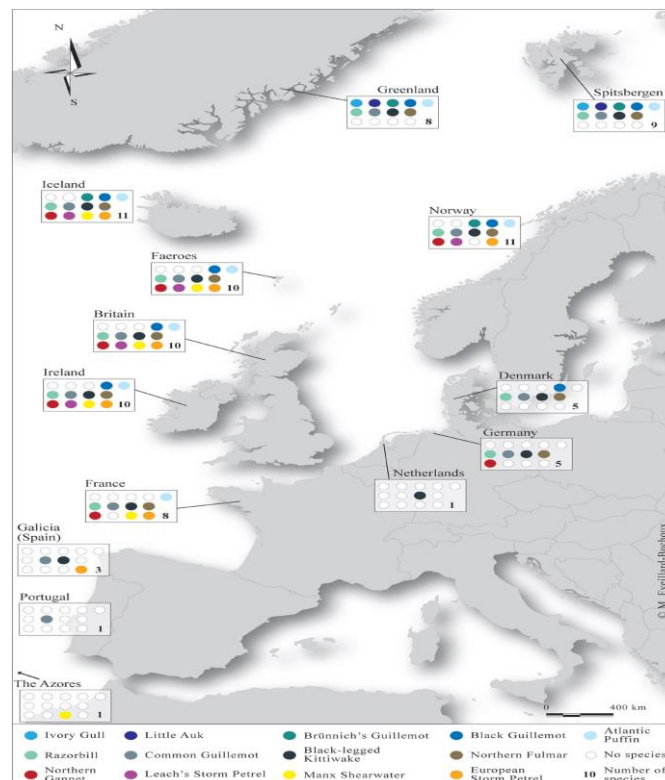 N
S
Greenland
8
Spitsbergen
9
Iceland
11
Norway
11
Faeroes
10
Britain
10
Ireland
10
Denmark
5
Germany
5
Netherlands
1
France
8
Galicia
(Spain)
3
Portugal
1
The Azores
1
© M. Eveillard-Buchoux
0 400 km
Ivory Gull Little Auk Brünnich's Guillemot Black Guillemot Atlantic
Puffin
Razorbill Common Guillemot Black-legged
Kittiwake Northern Fulmar No species
Northern
Gannet Leach's Storm Petrel Manx Shearwater European
Storm Petrel 10 Number of
species